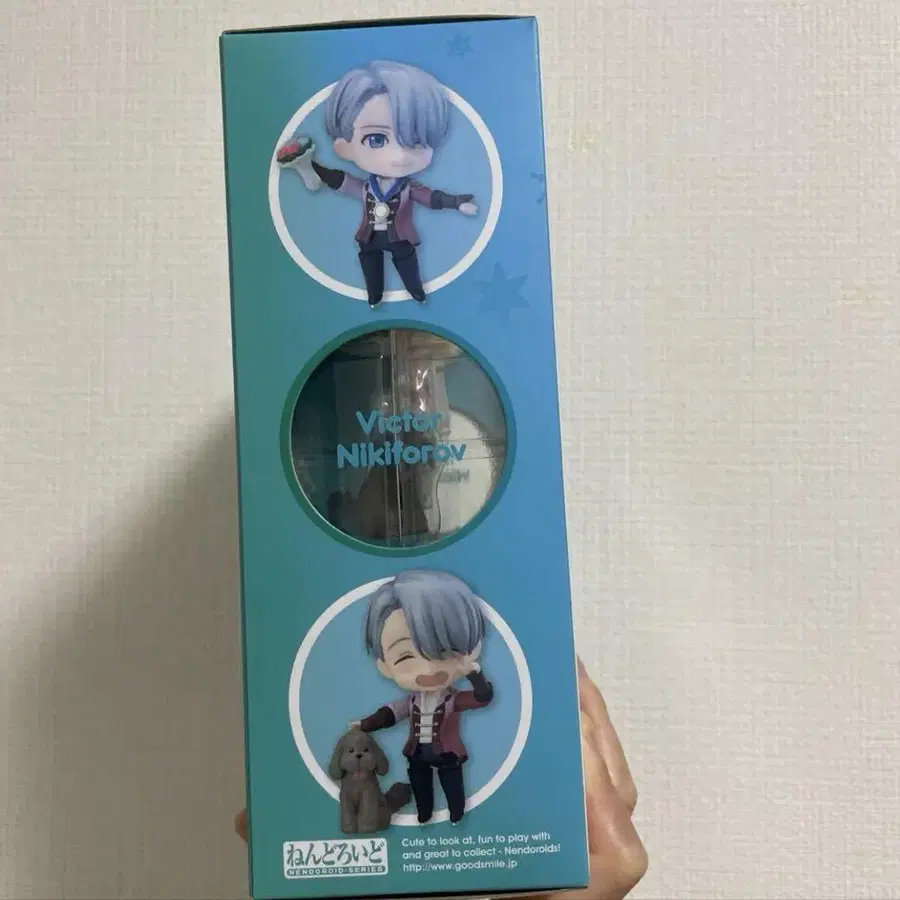 Victor
Nikiforov
ねんどろいど
NENDOROID-SERIES
Cute to look at, fun to play with
and great to collect - Nendoroids!
http://www.goodsmile.jp